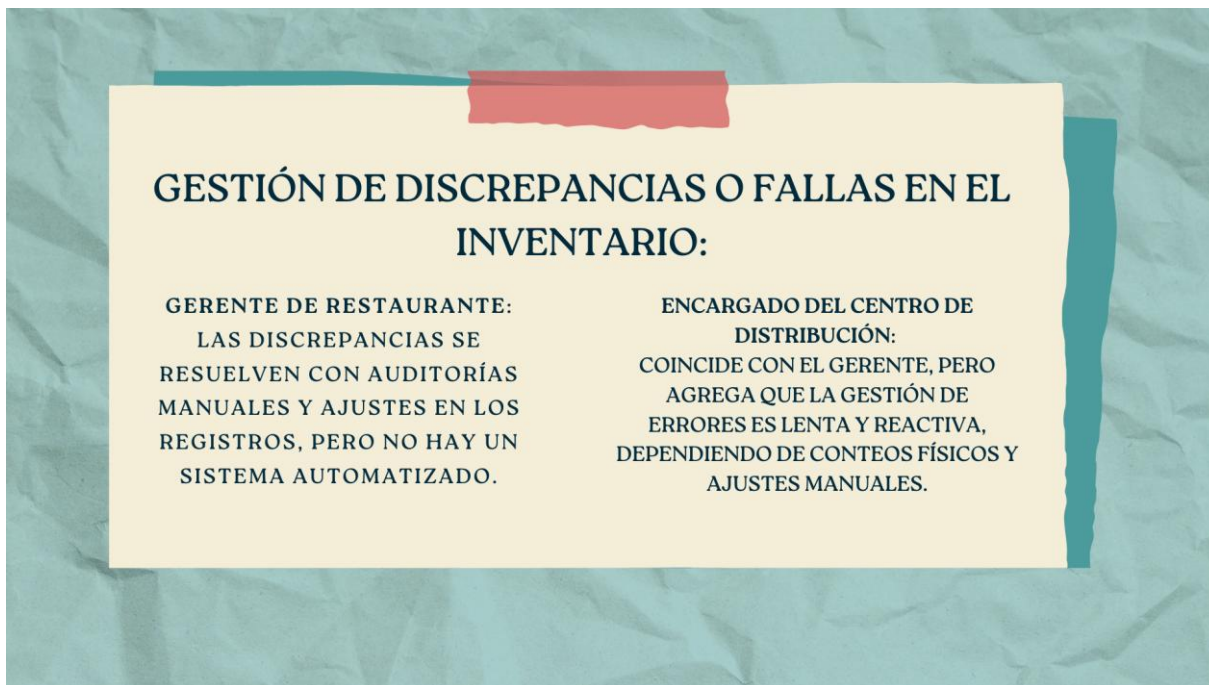 GESTIÓN DE DISCREPANCIAS O FALLAS EN EL
INVENTARIO:
GERENTE DE RESTAURANTE:
LAS DISCREPANCIAS SE
RESUELVEN CON AUDITORÍAS
MANUALES Y AJUSTES EN LOS
REGISTROS, PERO NO HAY UN
SISTEMA AUTOMATIZADO.
ENCARGADO DEL CENTRO DE
DISTRIBUCIÓN:
COINCIDE CON EL GERENTE, PERO
AGREGA QUE LA GESTIÓN DE
ERRORES ES LENTA Y REACTIVA,
DEPENDIENDO DE CONTEOS FÍSICOS Y
AJUSTES MANUALES.